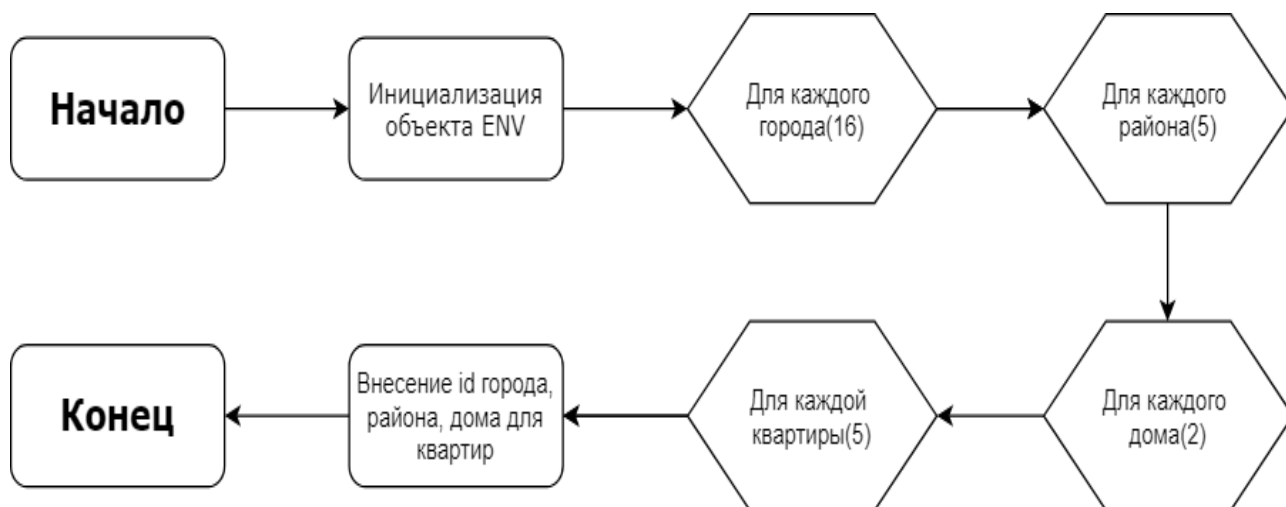 Начало
Инициализация
объекта ENV
Для каждого
города(16)
Для каждого
района(5)
Для каждого
дома(2)
Для каждой
квартиры(5)
Внесение id города,
района, дома для
квартир
Конец